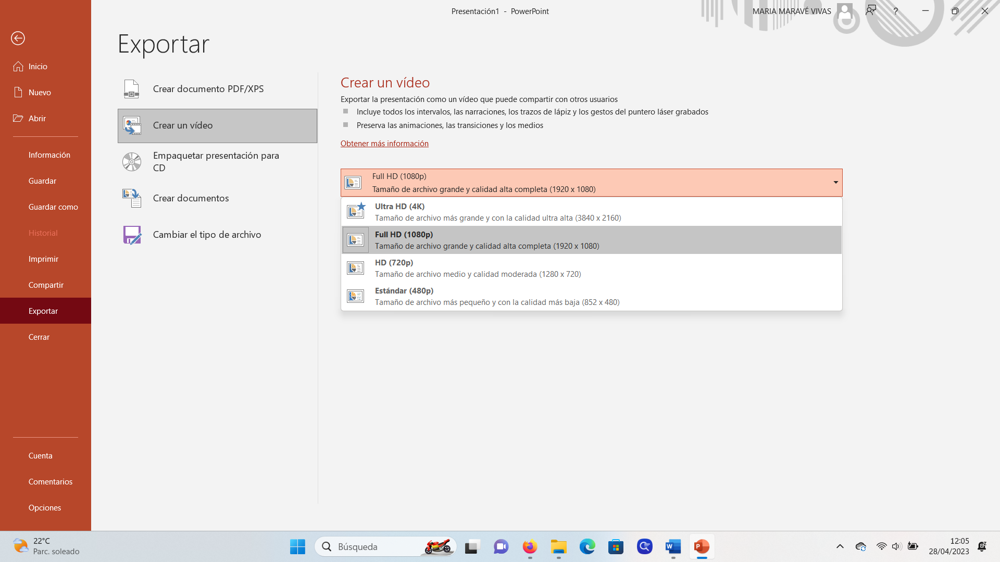 Presentación1 - PowerPoint
MARIA MARAVÉ VIVAS
?
Inicio
Nuevo
Abrir
Información
Guardar
Guardar como
Historial
Imprimir
Compartir
Exportar
Cerrar
Cuenta
Comentarios
Opciones
Exportar
Crear documento PDF/XPS
Crear un vídeo
Empaquetar presentación para
CD
Crear documentos
Cambiar el tipo de archivo
Crear un vídeo
Exportar la presentación como un vídeo que puede compartir con otros usuarios
Incluye todos los intervalos, las narraciones, los trazos de lápiz y los gestos del puntero láser grabados
Preserva las animaciones, las transiciones y los medios
Obtener más información
Full HD (1080p)
Tamaño de archivo grande y calidad alta completa (1920 x 1080)
Ultra HD (4K)
Tamaño de archivo más grande y con la calidad ultra alta (3840 x 2160)
Full HD (1080p)
Tamaño de archivo grande y calidad alta completa (1920 x 1080)
HD (720p)
Tamaño de archivo medio y calidad moderada (1280 x 720)
Estándar (480p)
Tamaño de archivo más pequeño y con la calidad más baja (852 x 480)
22°C
Parc. soleado
Búsqueda
12:05
28/04/2023